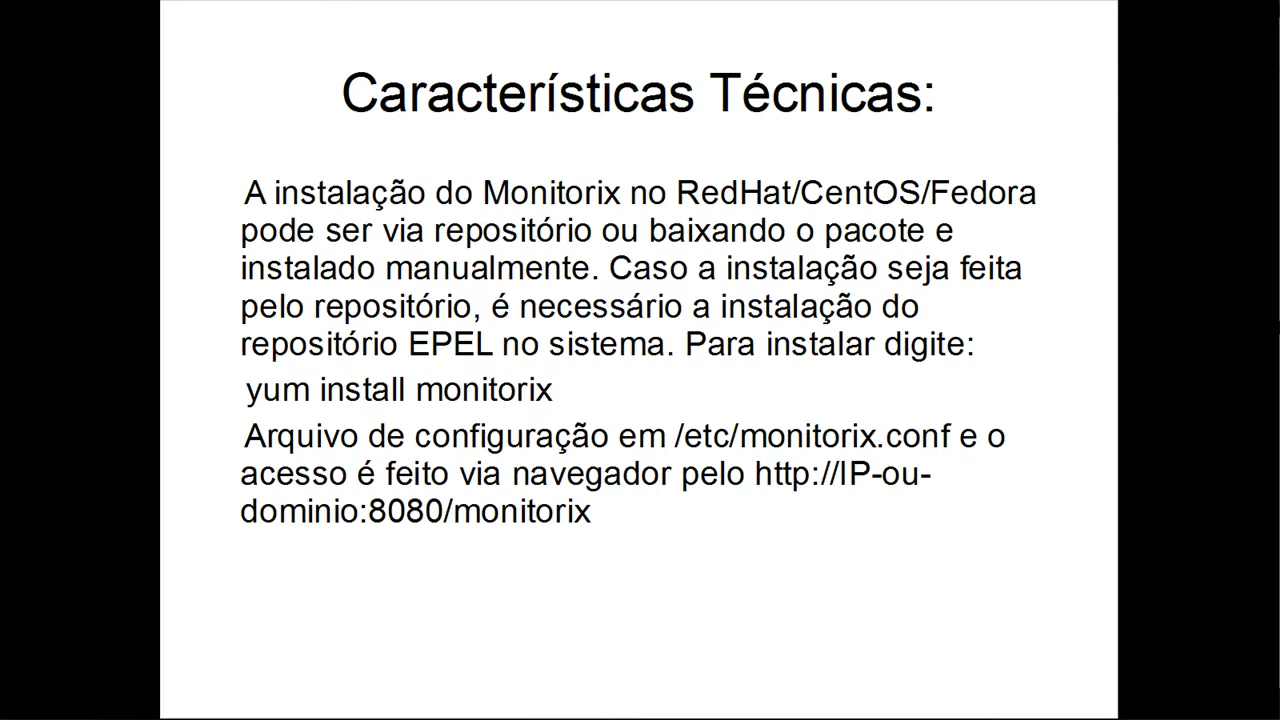 Características Técnicas:
A instalação do Monitorix no RedHat/CentOS/Fedora
pode ser via repositório ou baixando o pacote e
instalado manualmente. Caso a instalação seja feita
pelo repositório, é necessário a instalação do
repositório EPEL no sistema. Para instalar digite:
yum install monitorix
Arquivo de configuração em /etc/monitorix.conf e o
acesso é feito via navegador pelo http://IP-ou-
dominio:8080/monitorix